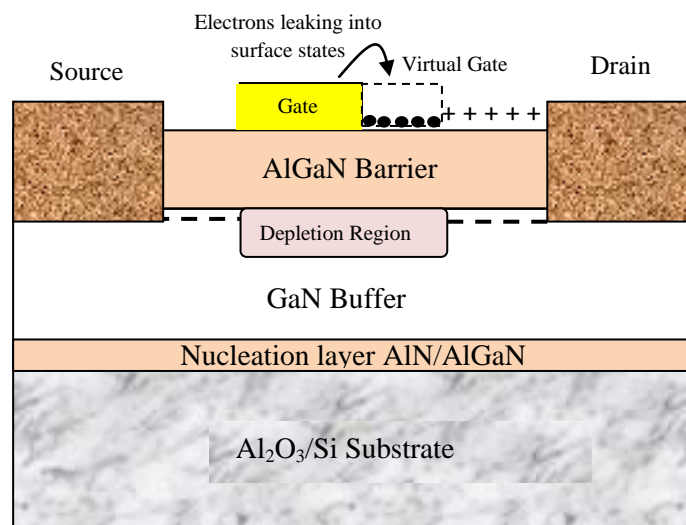 Electrons leaking into
surface states
Source
Virtual Gate
Drain
Gate
+ + + + +
AlGaN Barrier
Depletion Region
GaN Buffer
Nucleation layer AlN/AlGaN
Al₂O₃/Si Substrate